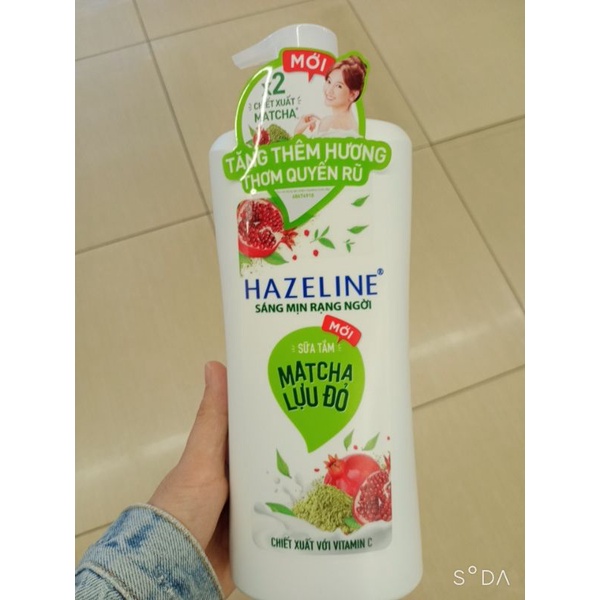 MỚI
x2
CHIẾT XUẤT
MATCHA*
TĂNG THÊM HƯƠNG
THƠM QUYẾN RŨ
HAZELINE®
SÁNG MỊN RẠNG NGỜI
MỚI
SỮA TẮM
MATCHA
LỰU ĐỎ
CHIẾT XUẤT VỚI VITAMIN C
SODA